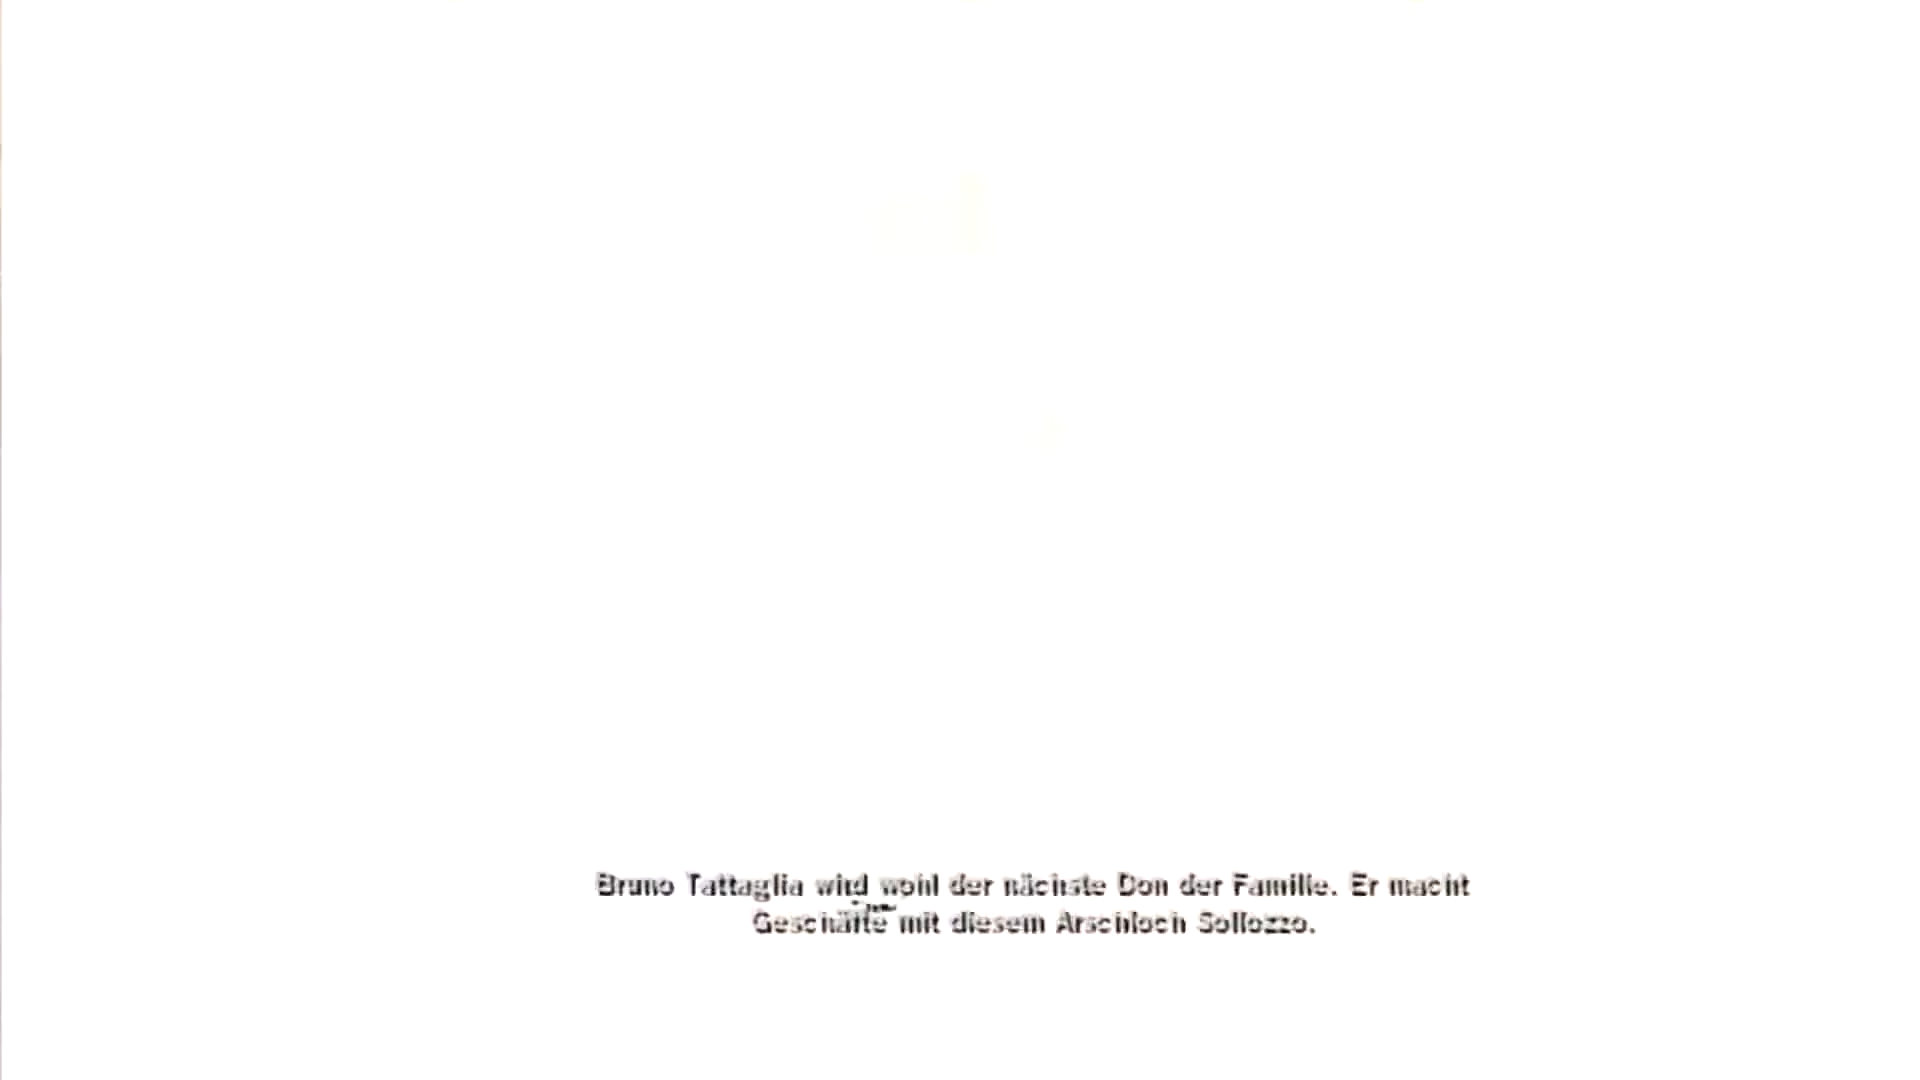 Bruno Tattaglia wird wohl der nächste Don der Familie. Er macht
Geschäfte mit diesem Arschloch Sollozzo.